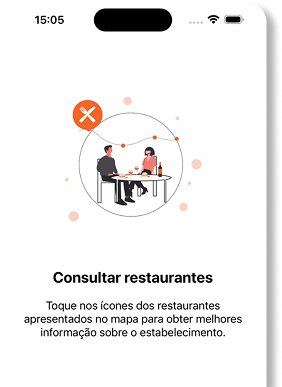 15:05
Consultar restaurantes
Toque nos ícones dos restaurantes
apresentados no mapa para obter melhores
informação sobre o estabelecimento.